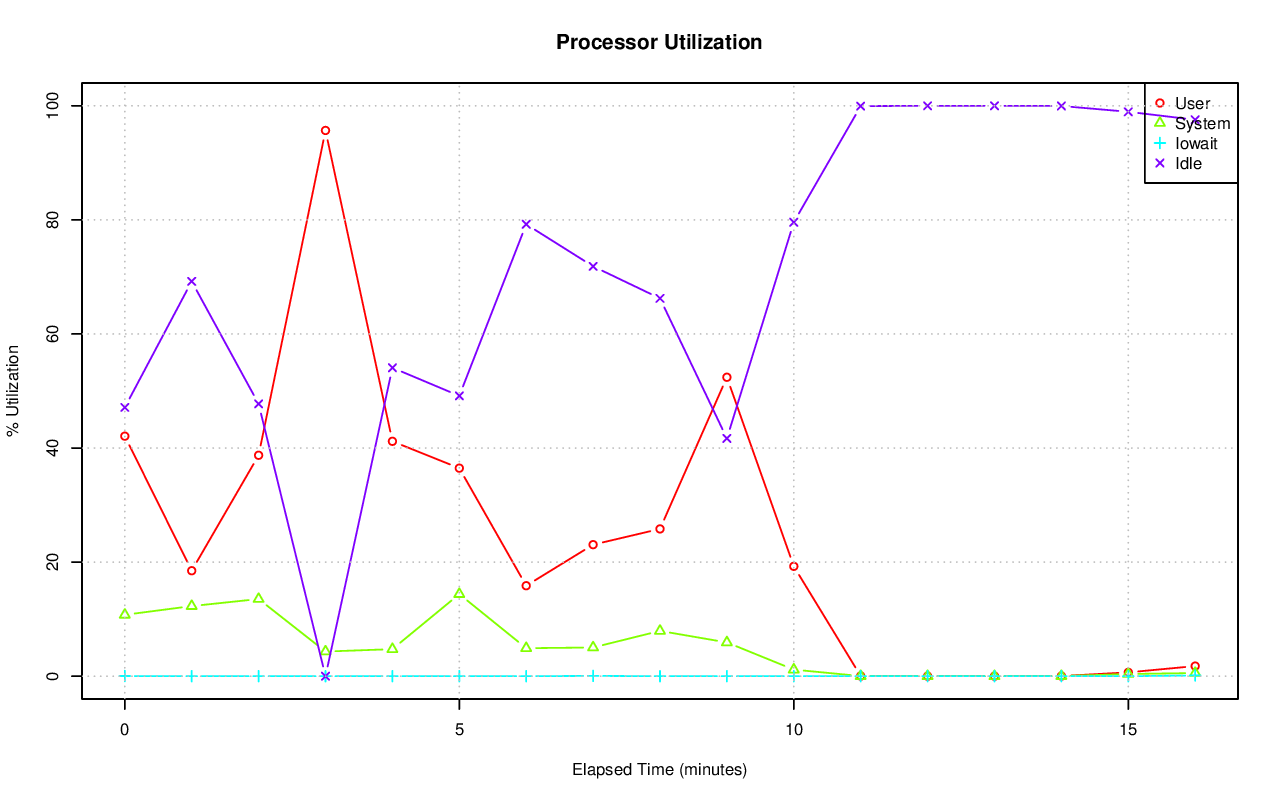 Processor Utilization
% Utilization
100
80
60
40
20
0
User
System
Iowait
Idle
0 5 10 15
Elapsed Time (minutes)